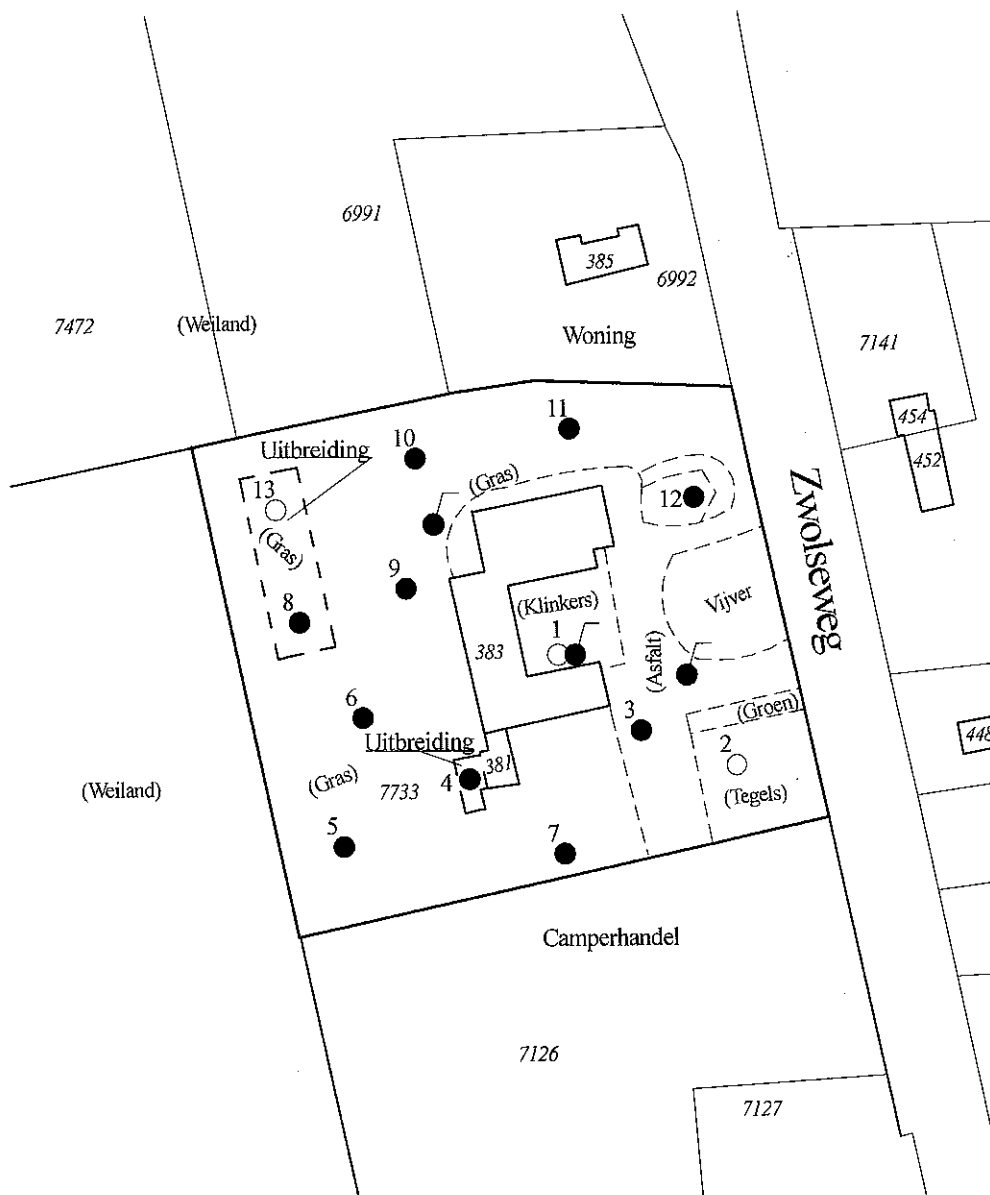 6991
385
6992
7472
(Weiland)
Woning
7141
454
452
11
10
Uitbreiding
(Gras)
13
12
(Gras)
Zwolseweg
9
8
(Klinkers)
Vijver
1
383
(Asfalt)
6
3
(Groen)
Uitbreiding
2
448
381
4
(Gras)
7733
(Weiland)
(Tegels)
5
7
Camperhandel
7126
7127